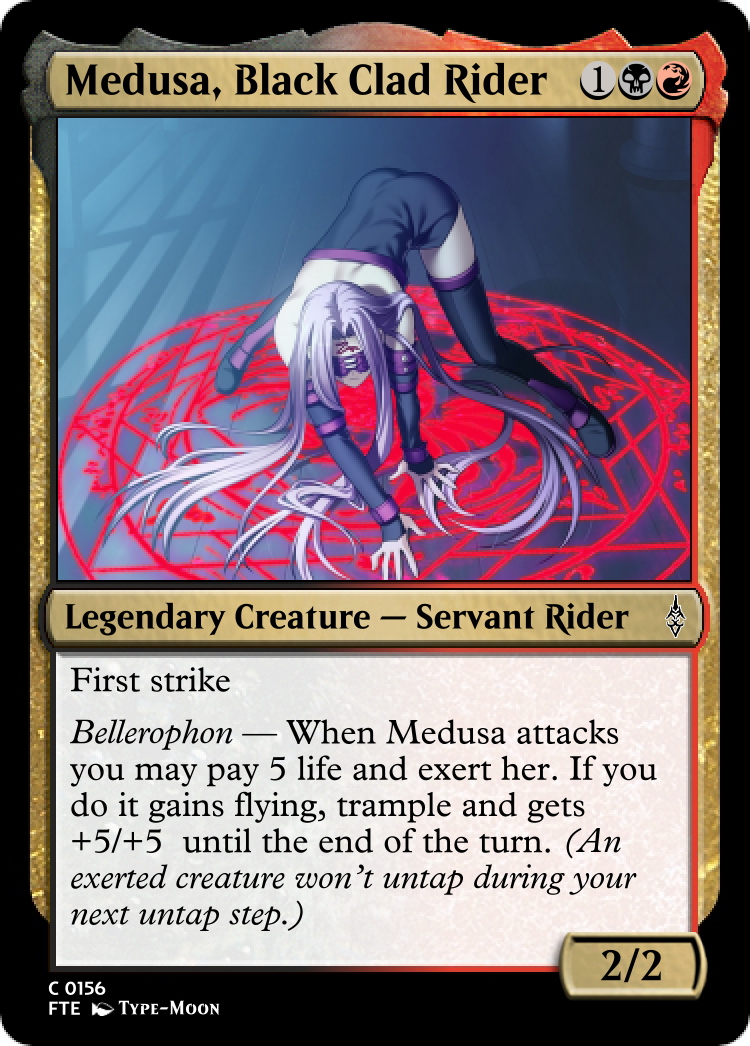 Medusa, Black Clad Rider 1
Legendary Creature — Servant Rider
First strike
Bellerophon — When Medusa attacks
you may pay 5 life and exert her. If you
do it gains flying, trample and gets
+5/+5 until the end of the turn. (An
exerted creature won't untap during your
next untap step.)
2/2
C 0156
FTE Type-Moon